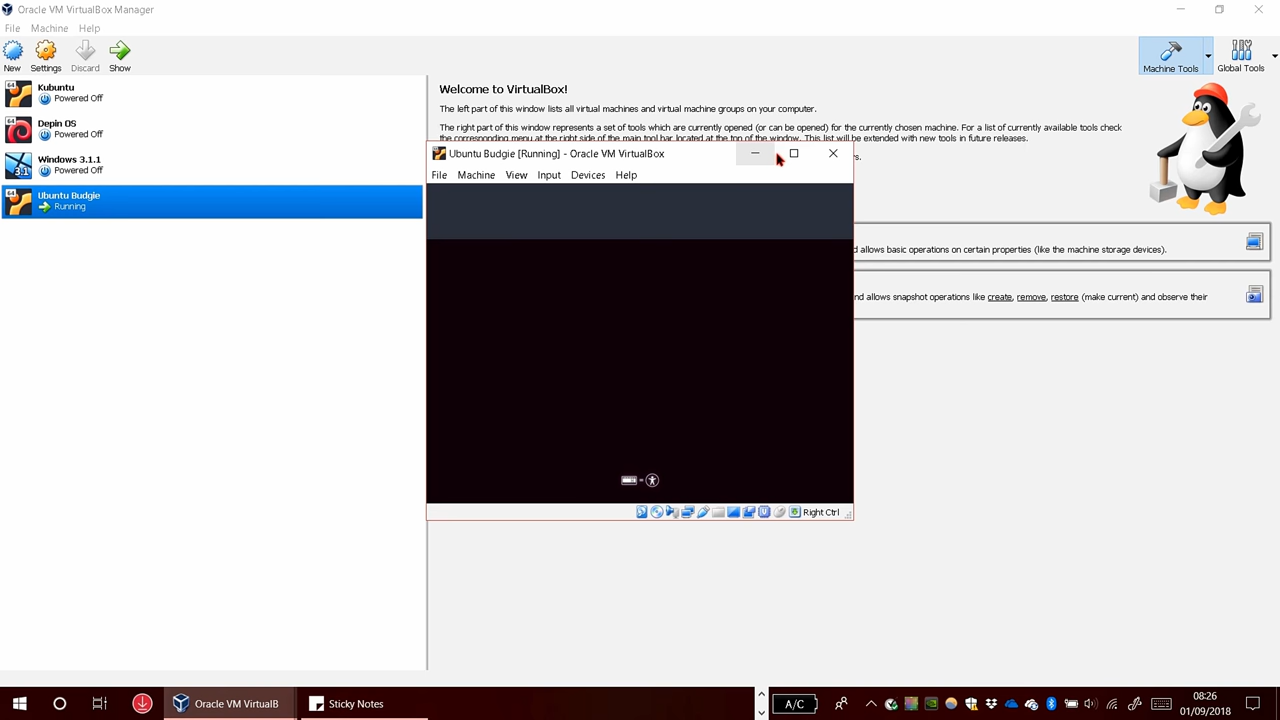 Oracle VM VirtualBox Manager
File Machine Help
New Settings Discard Show
Machine Tools Global Tools
64 Kubuntu
Powered Off
Depin OS
Powered Off
3.1 Windows 3.1.1
Powered Off
64 Ubuntu Budgie
Running
Welcome to VirtualBox!
The left part of this window lists all virtual machines and virtual machine groups on your computer.
The right part of this window represents a set of tools which are currently opened (or can be opened) for the currently chosen machine. For a list of currently available tools check
the corresponding menu at the right side of the main tool bar located at the top of the window. This list will be extended with new tools in future releases.
Ubuntu Budgie [Running] - Oracle VM VirtualBox
File Machine View Input Devices Help
allows basic operations on certain properties (like the machine storage devices).
and allows snapshot operations like create, remove, restore (make current) and observe their
Right Ctrl
Oracle VM VirtualB
Sticky Notes
A/C
08:26
01/09/2018